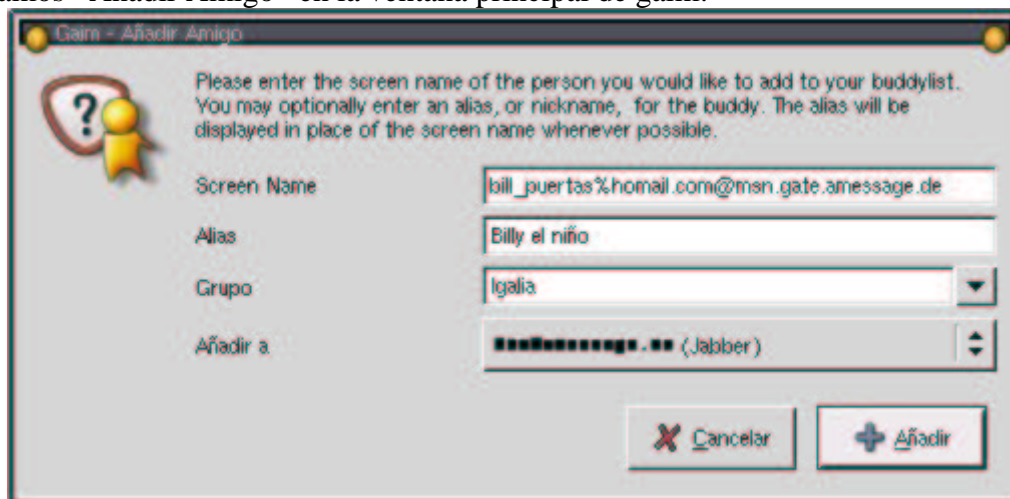 "Añadir Amigo" en la ventana principal de gaim.
Gaim - Añadir Amigo
Please enter the screen name of the person you would like to add to your buddylist.
You may optionally enter an alias, or nickname, for the buddy. The alias will be
displayed in place of the screen name whenever possible.
Screen Name
bill_puertas%homail.com@msn.gate.amessage.de
Alias
Billy el niño
Grupo
Igalia
Añadir a
(Jabber)
Cancelar
Añadir